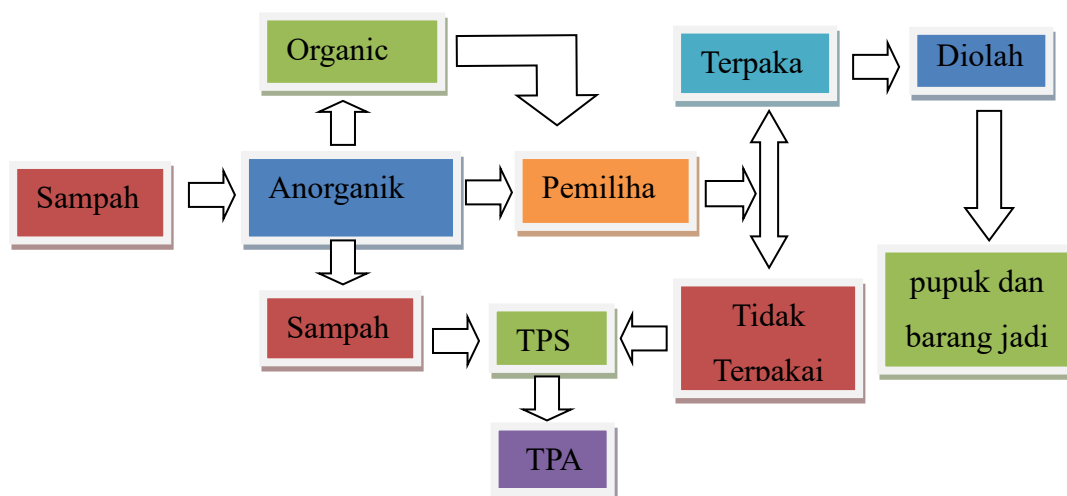 Organic
Terpaka
Diolah
Sampah
Anorganik
Pemiliha
pupuk dan
barang jadi
Sampah
TPS
Tidak
Terpakai
TPA